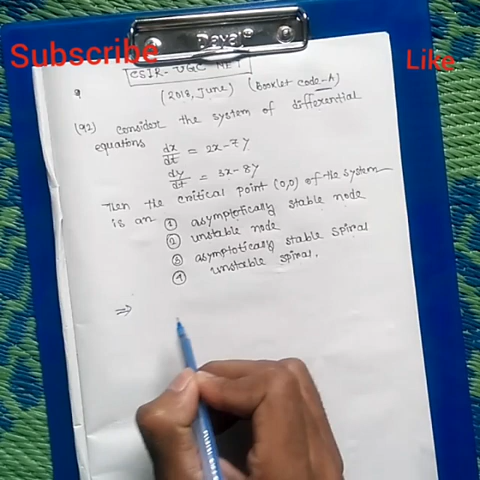 Subscribe
Like
CSIR-UGC NET
(2018, June) (Booklet code-A)
(92) Consider the system of differential
equations dx/dt = 2x-7y
dy/dt = 3x-8y
Then the critical point (0,0) of the system
is an
① asymptotically stable node
② unstable node
③ asymptotically stable spiral
④ unstable spiral.
⇒